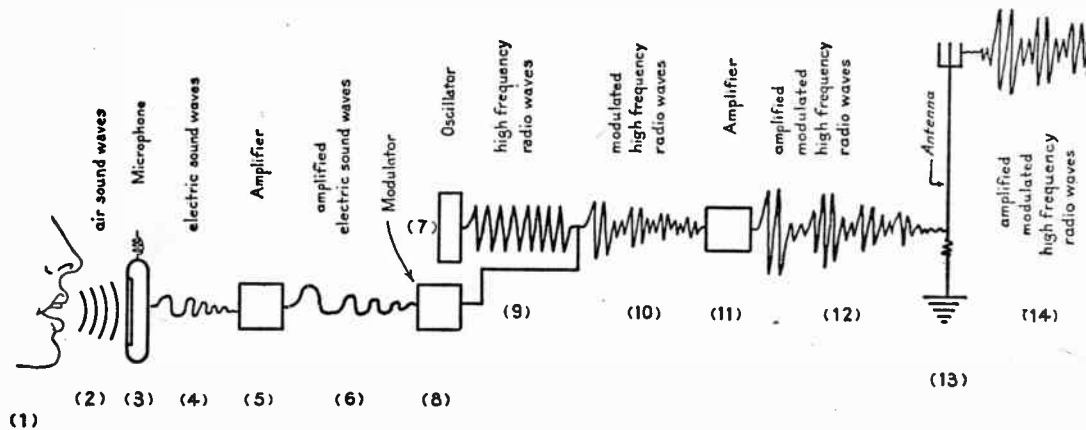 air sound waves
Microphone
electric sound waves
Amplifier
amplified
electric sound waves
Modulator
Oscillator
high frequency
radio waves
modulated
high frequency
radio waves
Amplifier
amplified
modulated
high frequency
radio waves
Antenna
amplified
modulated
high frequency
radio waves
(7)
(9)
(10)
(11)
(12)
(14)
(13)
(2)
(3)
(4)
(5)
(6)
(8)
(1)